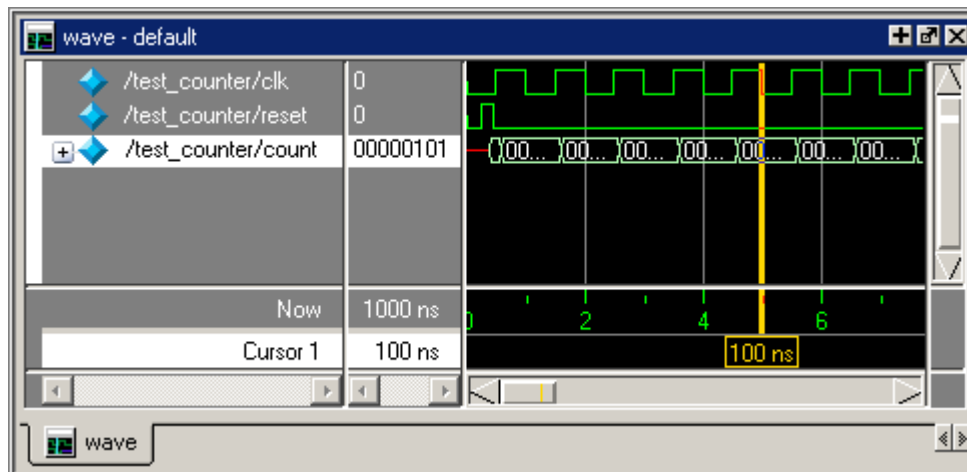 wave - default
/test_counter/clk 0
/test_counter/reset 0
/test_counter/count 00000101 00... 00... 00... 00... 00... 00... 00...
Now 1000 ns 0 2 4 6
Cursor 1 100 ns 100 ns
wave